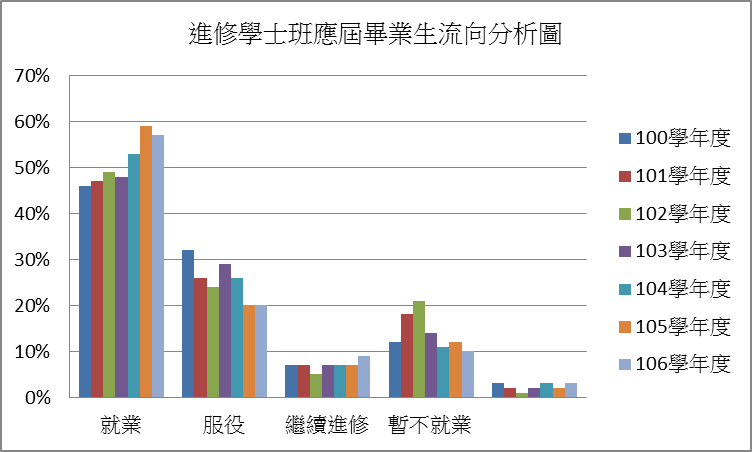 進修學士班應屆畢業生流向分析圖
70%
60%
50%
40%
30%
20%
10%
0%
就業 服役 繼續進修 暫不就業
100學年度
101學年度
102學年度
103學年度
104學年度
105學年度
106學年度